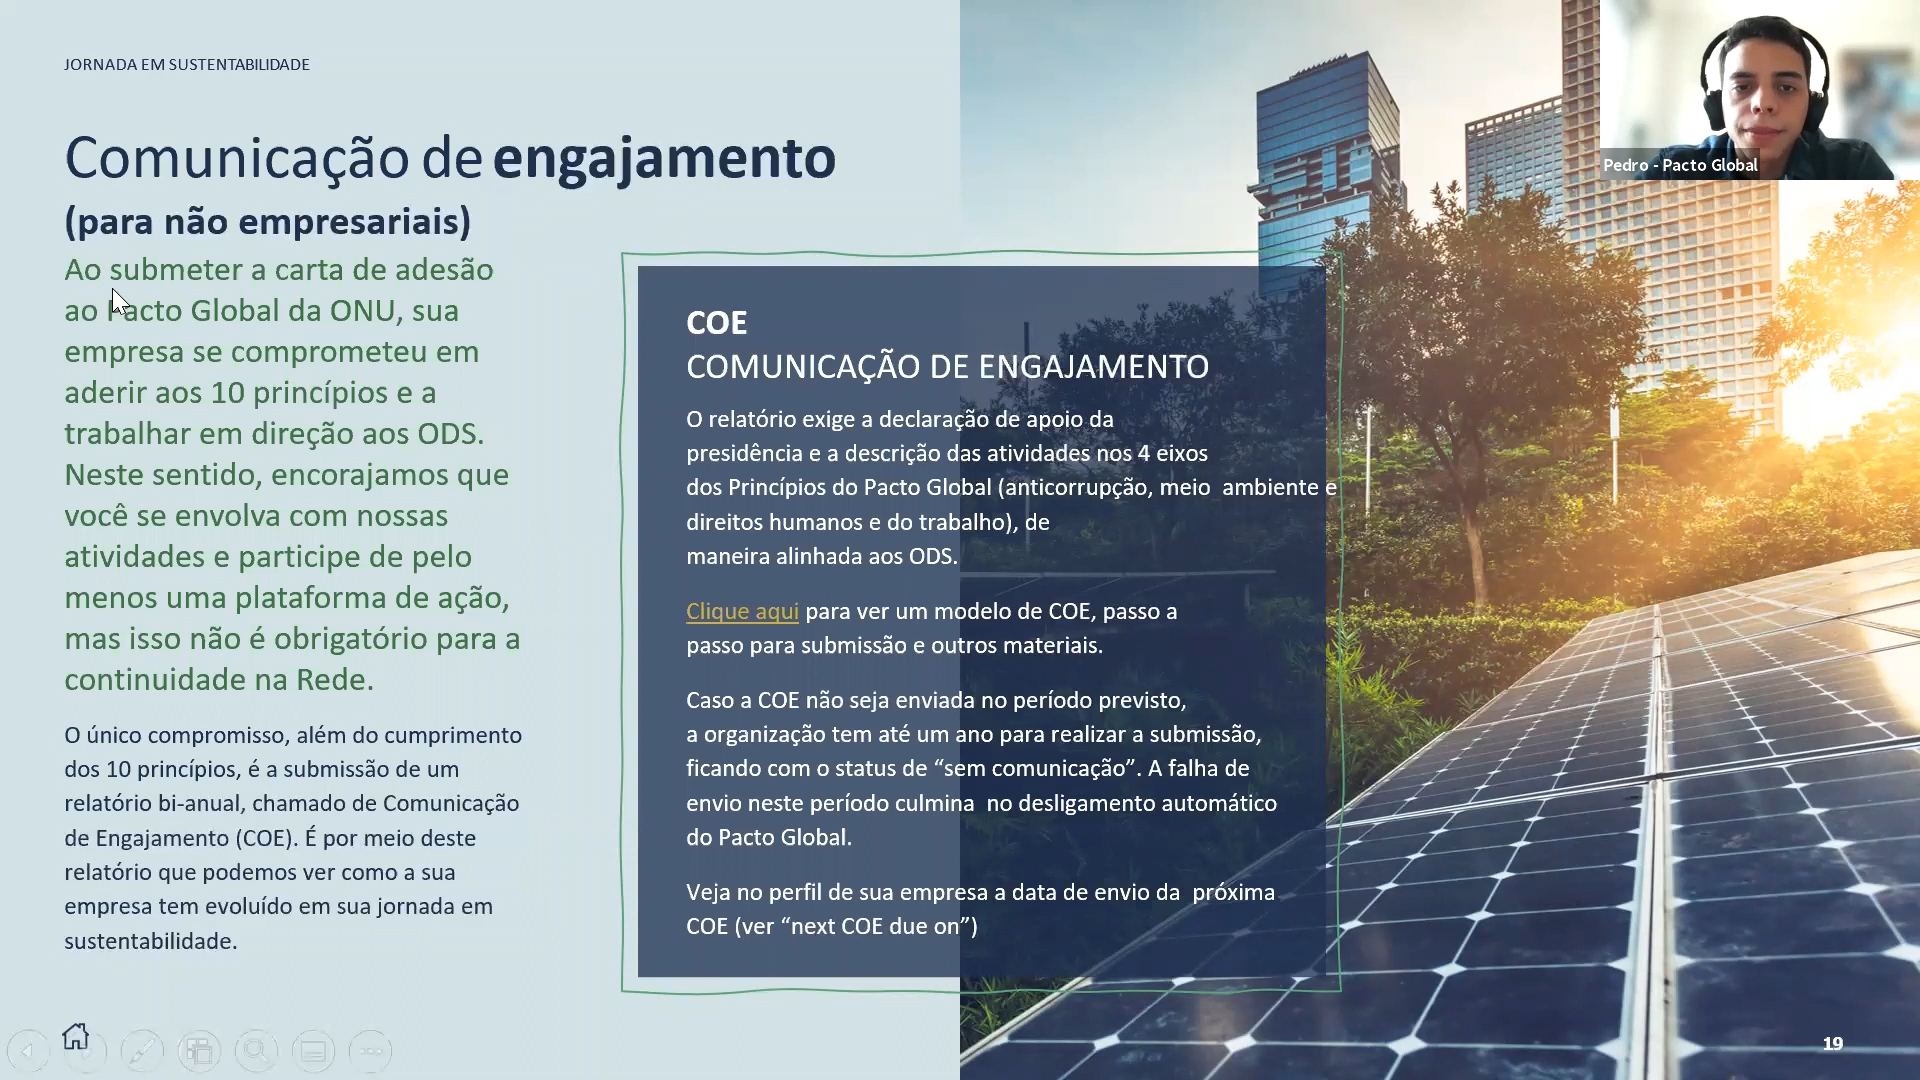 JORNADA EM SUSTENTABILIDADE
Comunicação de engajamento
(para não empresariais)
Ao submeter a carta de adesão
ao Pacto Global da ONU, sua
empresa se comprometeu em
aderir aos 10 princípios e a
trabalhar em direção aos ODS.
Neste sentido, encorajamos que
você se envolva com nossas
atividades e participe de pelo
menos uma plataforma de ação,
mas isso não é obrigatório para a
continuidade na Rede.
O único compromisso, além do cumprimento
dos 10 princípios, é a submissão de um
relatório bi-anual, chamado de Comunicação
de Engajamento (COE). É por meio deste
relatório que podemos ver como a sua
empresa tem evoluído em sua jornada em
sustentabilidade.
COE
COMUNICAÇÃO DE ENGAJAMENTO
O relatório exige a declaração de apoio da
presidência e a descrição das atividades nos 4 eixos
dos Princípios do Pacto Global (anticorrupção, meio ambiente e
direitos humanos e do trabalho), de
maneira alinhada aos ODS.
Clique aqui para ver um modelo de COE, passo a
passo para submissão e outros materiais.
Caso a COE não seja enviada no período previsto,
a organização tem até um ano para realizar a submissão,
ficando com o status de “sem comunicação”. A falha de
envio neste período culmina no desligamento automático
do Pacto Global.
Veja no perfil de sua empresa a data de envio da próxima
COE (ver “next COE due on”)
Pedro - Pacto Global
19